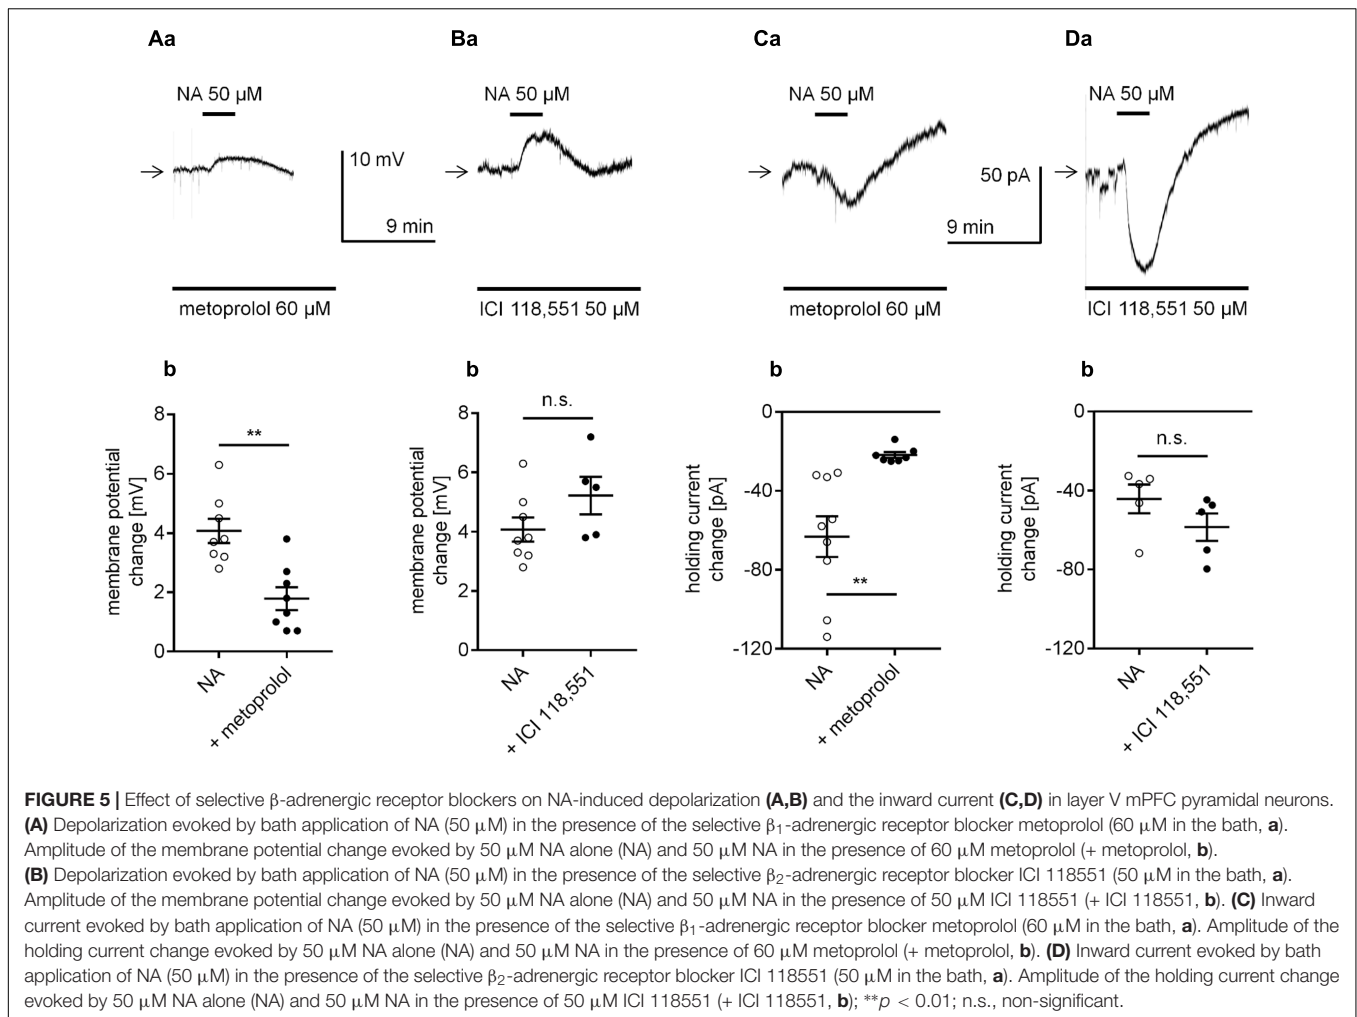 Aa
Ba
Ca
Da
NA 50 µM
NA 50 µM
NA 50 µM
NA 50 µM
10 mV
9 min
50 pA
9 min
metoprolol 60 µM
ICI 118,551 50 µM
metoprolol 60 µM
ICI 118,551 50 µM
b
membrane potential
change [mV]
8
6
4
2
0
**
NA
+ metoprolol
b
membrane potential
change [mV]
8
6
4
2
0
n.s.
NA
+ ICI 118,551
b
holding current
change [pA]
-0
-40
-80
-120
**
NA
+ metoprolol
b
holding current
change [pA]
-0
-40
-80
-120
n.s.
NA
+ ICI 118,551
FIGURE 5 | Effect of selective β-adrenergic receptor blockers on NA-induced depolarization (A,B) and the inward current (C,D) in layer V mPFC pyramidal neurons.
(A) Depolarization evoked by bath application of NA (50 µM) in the presence of the selective β₁-adrenergic receptor blocker metoprolol (60 µM in the bath, a).
Amplitude of the membrane potential change evoked by 50 µM NA alone (NA) and 50 µM NA in the presence of 60 µM metoprolol (+ metoprolol, b).
(B) Depolarization evoked by bath application of NA (50 µM) in the presence of the selective β₂-adrenergic receptor blocker ICI 118551 (50 µM in the bath, a).
Amplitude of the membrane potential change evoked by 50 µM NA alone (NA) and 50 µM NA in the presence of 50 µM ICI 118551 (+ ICI 118551, b). (C) Inward
current evoked by bath application of NA (50 µM) in the presence of the selective β₁-adrenergic receptor blocker metoprolol (60 µM in the bath, a). Amplitude of the
holding current change evoked by 50 µM NA alone (NA) and 50 µM NA in the presence of 60 µM metoprolol (+ metoprolol, b). (D) Inward current evoked by bath
application of NA (50 µM) in the presence of the selective β₂-adrenergic receptor blocker ICI 118551 (50 µM in the bath, a). Amplitude of the holding current change
evoked by 50 µM NA alone (NA) and 50 µM NA in the presence of 50 µM ICI 118551 (+ ICI 118551, b); **p < 0.01; n.s., non-significant.